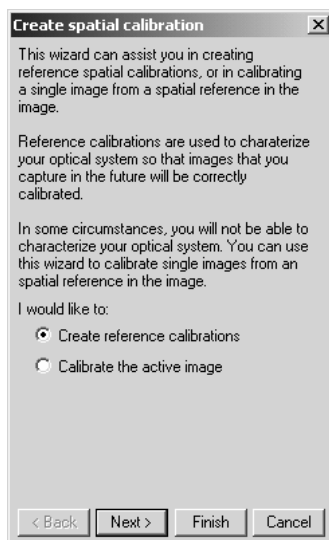 Create spatial calibration
This wizard can assist you in creating
reference spatial calibrations, or in calibrating
a single image from a spatial reference in the
image.
Reference calibrations are used to charaterize
your optical system so that images that you
capture in the future will be correctly
calibrated.
In some circumstances, you will not be able to
characterize your optical system. You can use
this wizard to calibrate single images from an
spatial reference in the image.
I would like to:
Create reference calibrations
Calibrate the active image
< Back Next > Finish Cancel